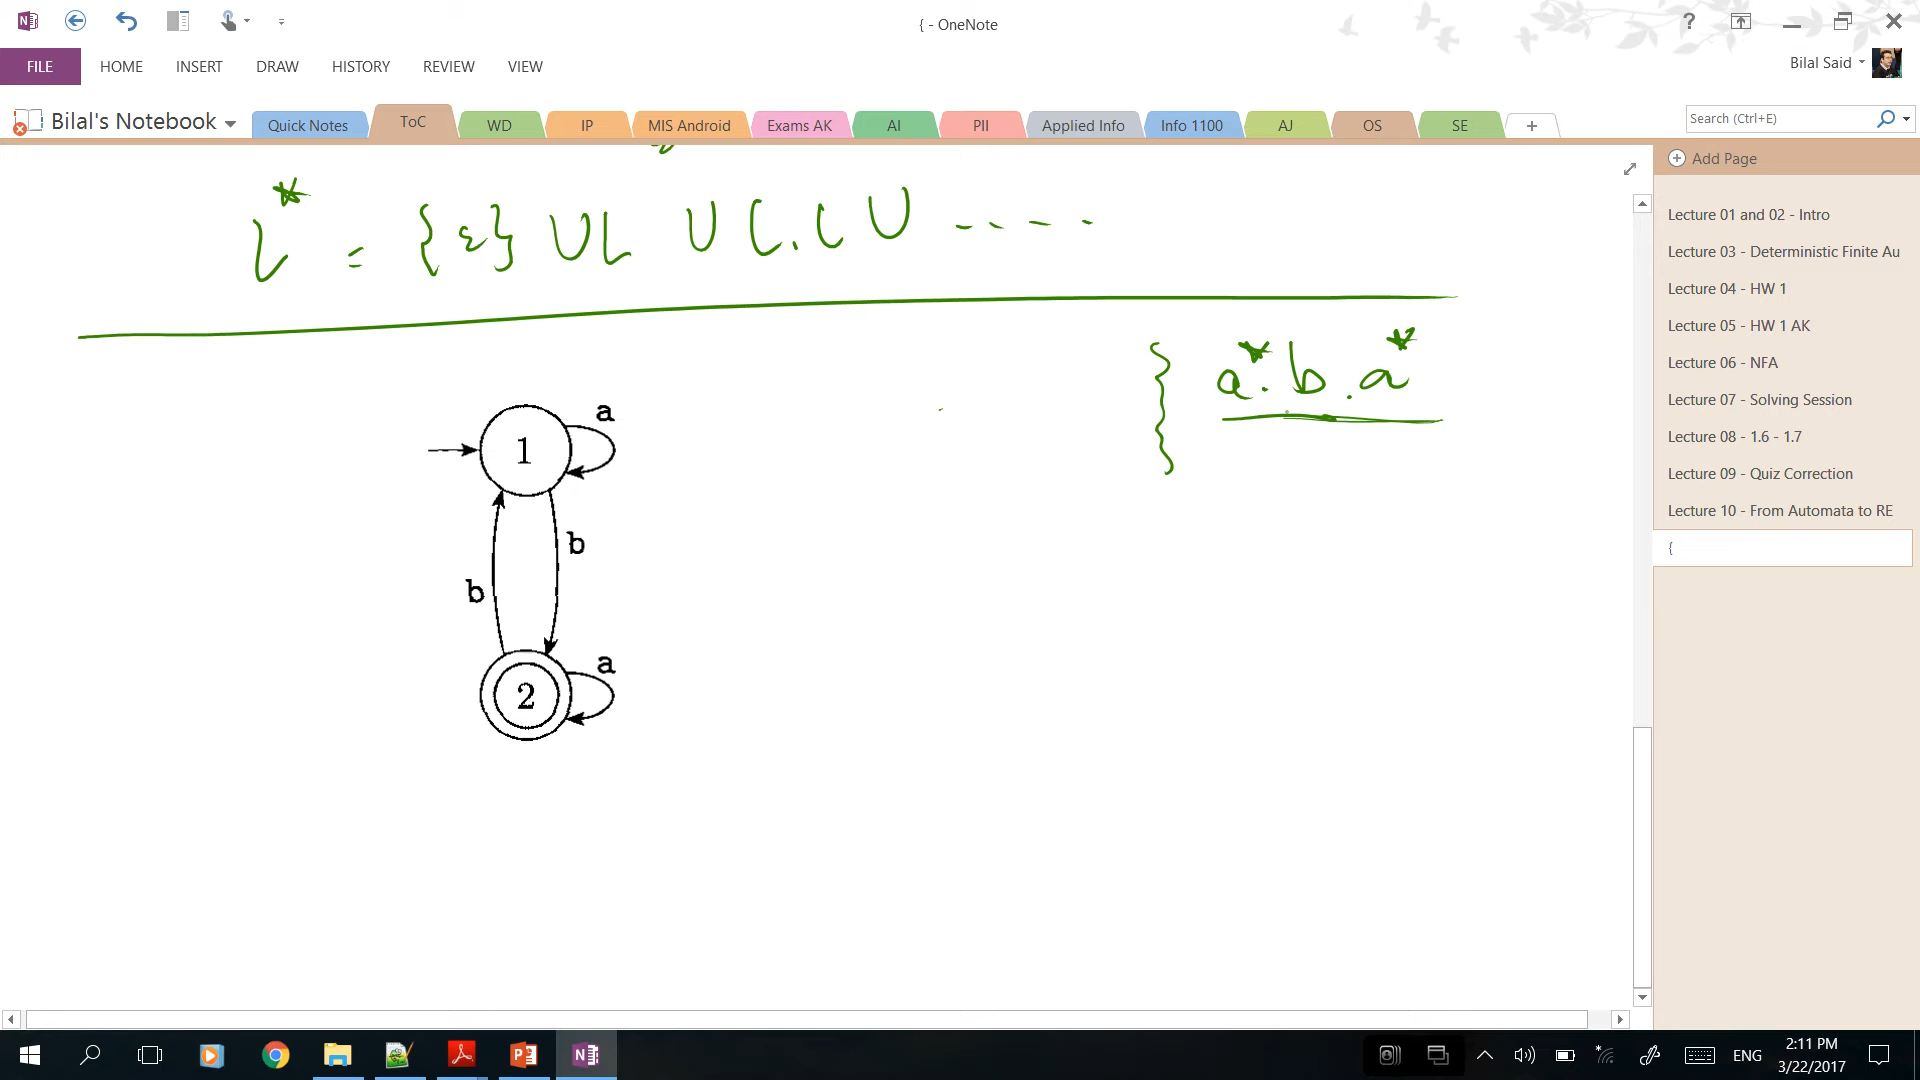 { - OneNote
?
FILE HOME INSERT DRAW HISTORY REVIEW VIEW
Bilal Said
Bilal's Notebook Quick Notes ToC WD IP MIS Android Exams AK AI PII Applied Info Info 1100 AJ OS SE +
Search (Ctrl+E)
Add Page
Lecture 01 and 02 - Intro
Lecture 03 - Deterministic Finite Au
Lecture 04 - HW 1
Lecture 05 - HW 1 AK
Lecture 06 - NFA
Lecture 07 - Solving Session
Lecture 08 - 1.6 - 1.7
Lecture 09 - Quiz Correction
Lecture 10 - From Automata to RE
{
L* = {ε} U L U L.L U ----
} a*.b.a*
a
1
b
b
a
2
ENG
2:11 PM
3/22/2017